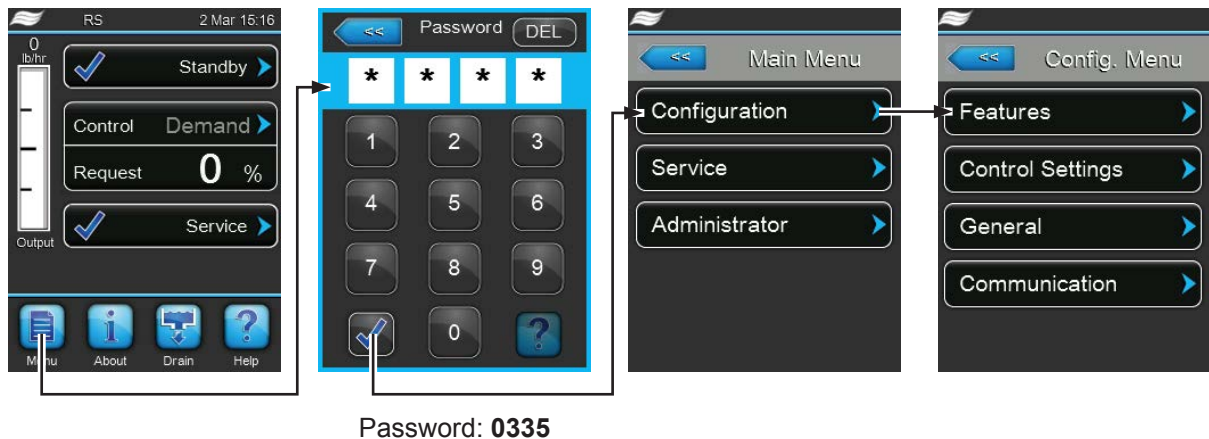 RS 2 Mar 15:16
0
lb/hr
Standby
Control Demand
Request 0 %
Service
Output
Menu About Drain Help
<< Password DEL
* * * *
1 2 3
4 5 6
7 8 9
0 ?
Password: 0335
<< Main Menu
Configuration
Service
Administrator
<< Config. Menu
Features
Control Settings
General
Communication